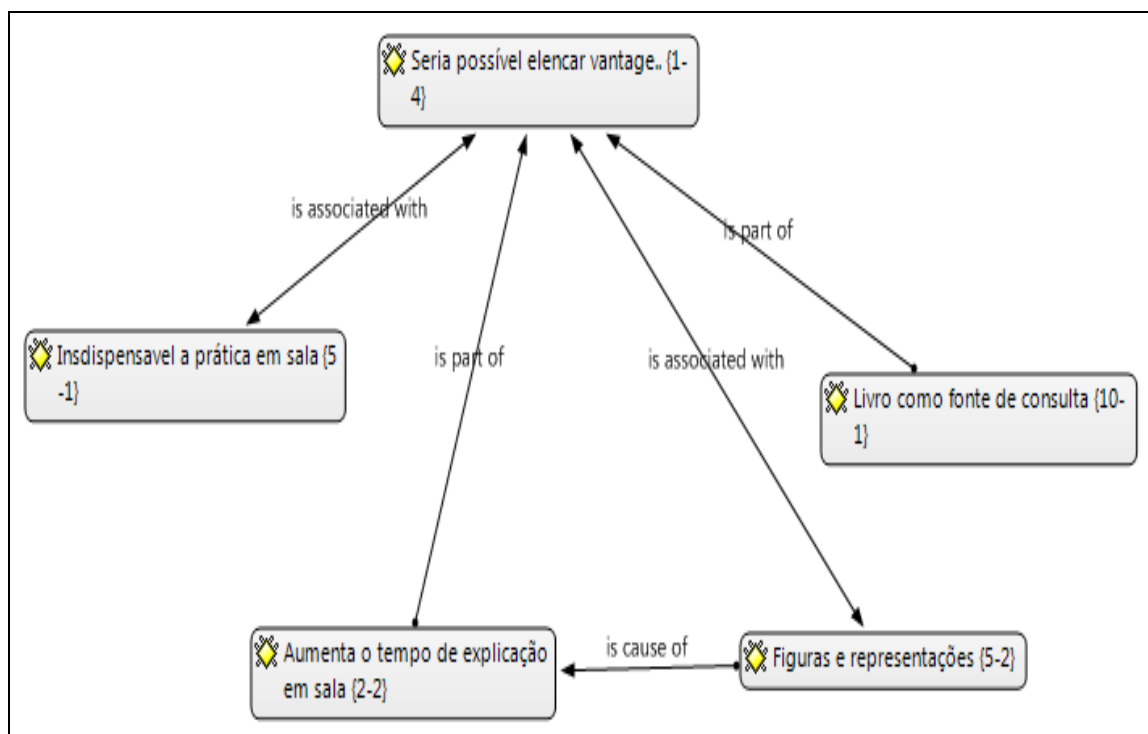 Seria possível elencar vantage.. {1-
4}
is associated with
is part of
Insdispensavel a prática em sala {5
-1}
is part of
is associated with
Livro como fonte de consulta {10-
1}
Aumenta o tempo de explicação
em sala {2-2}
is cause of
Figuras e representações {5-2}